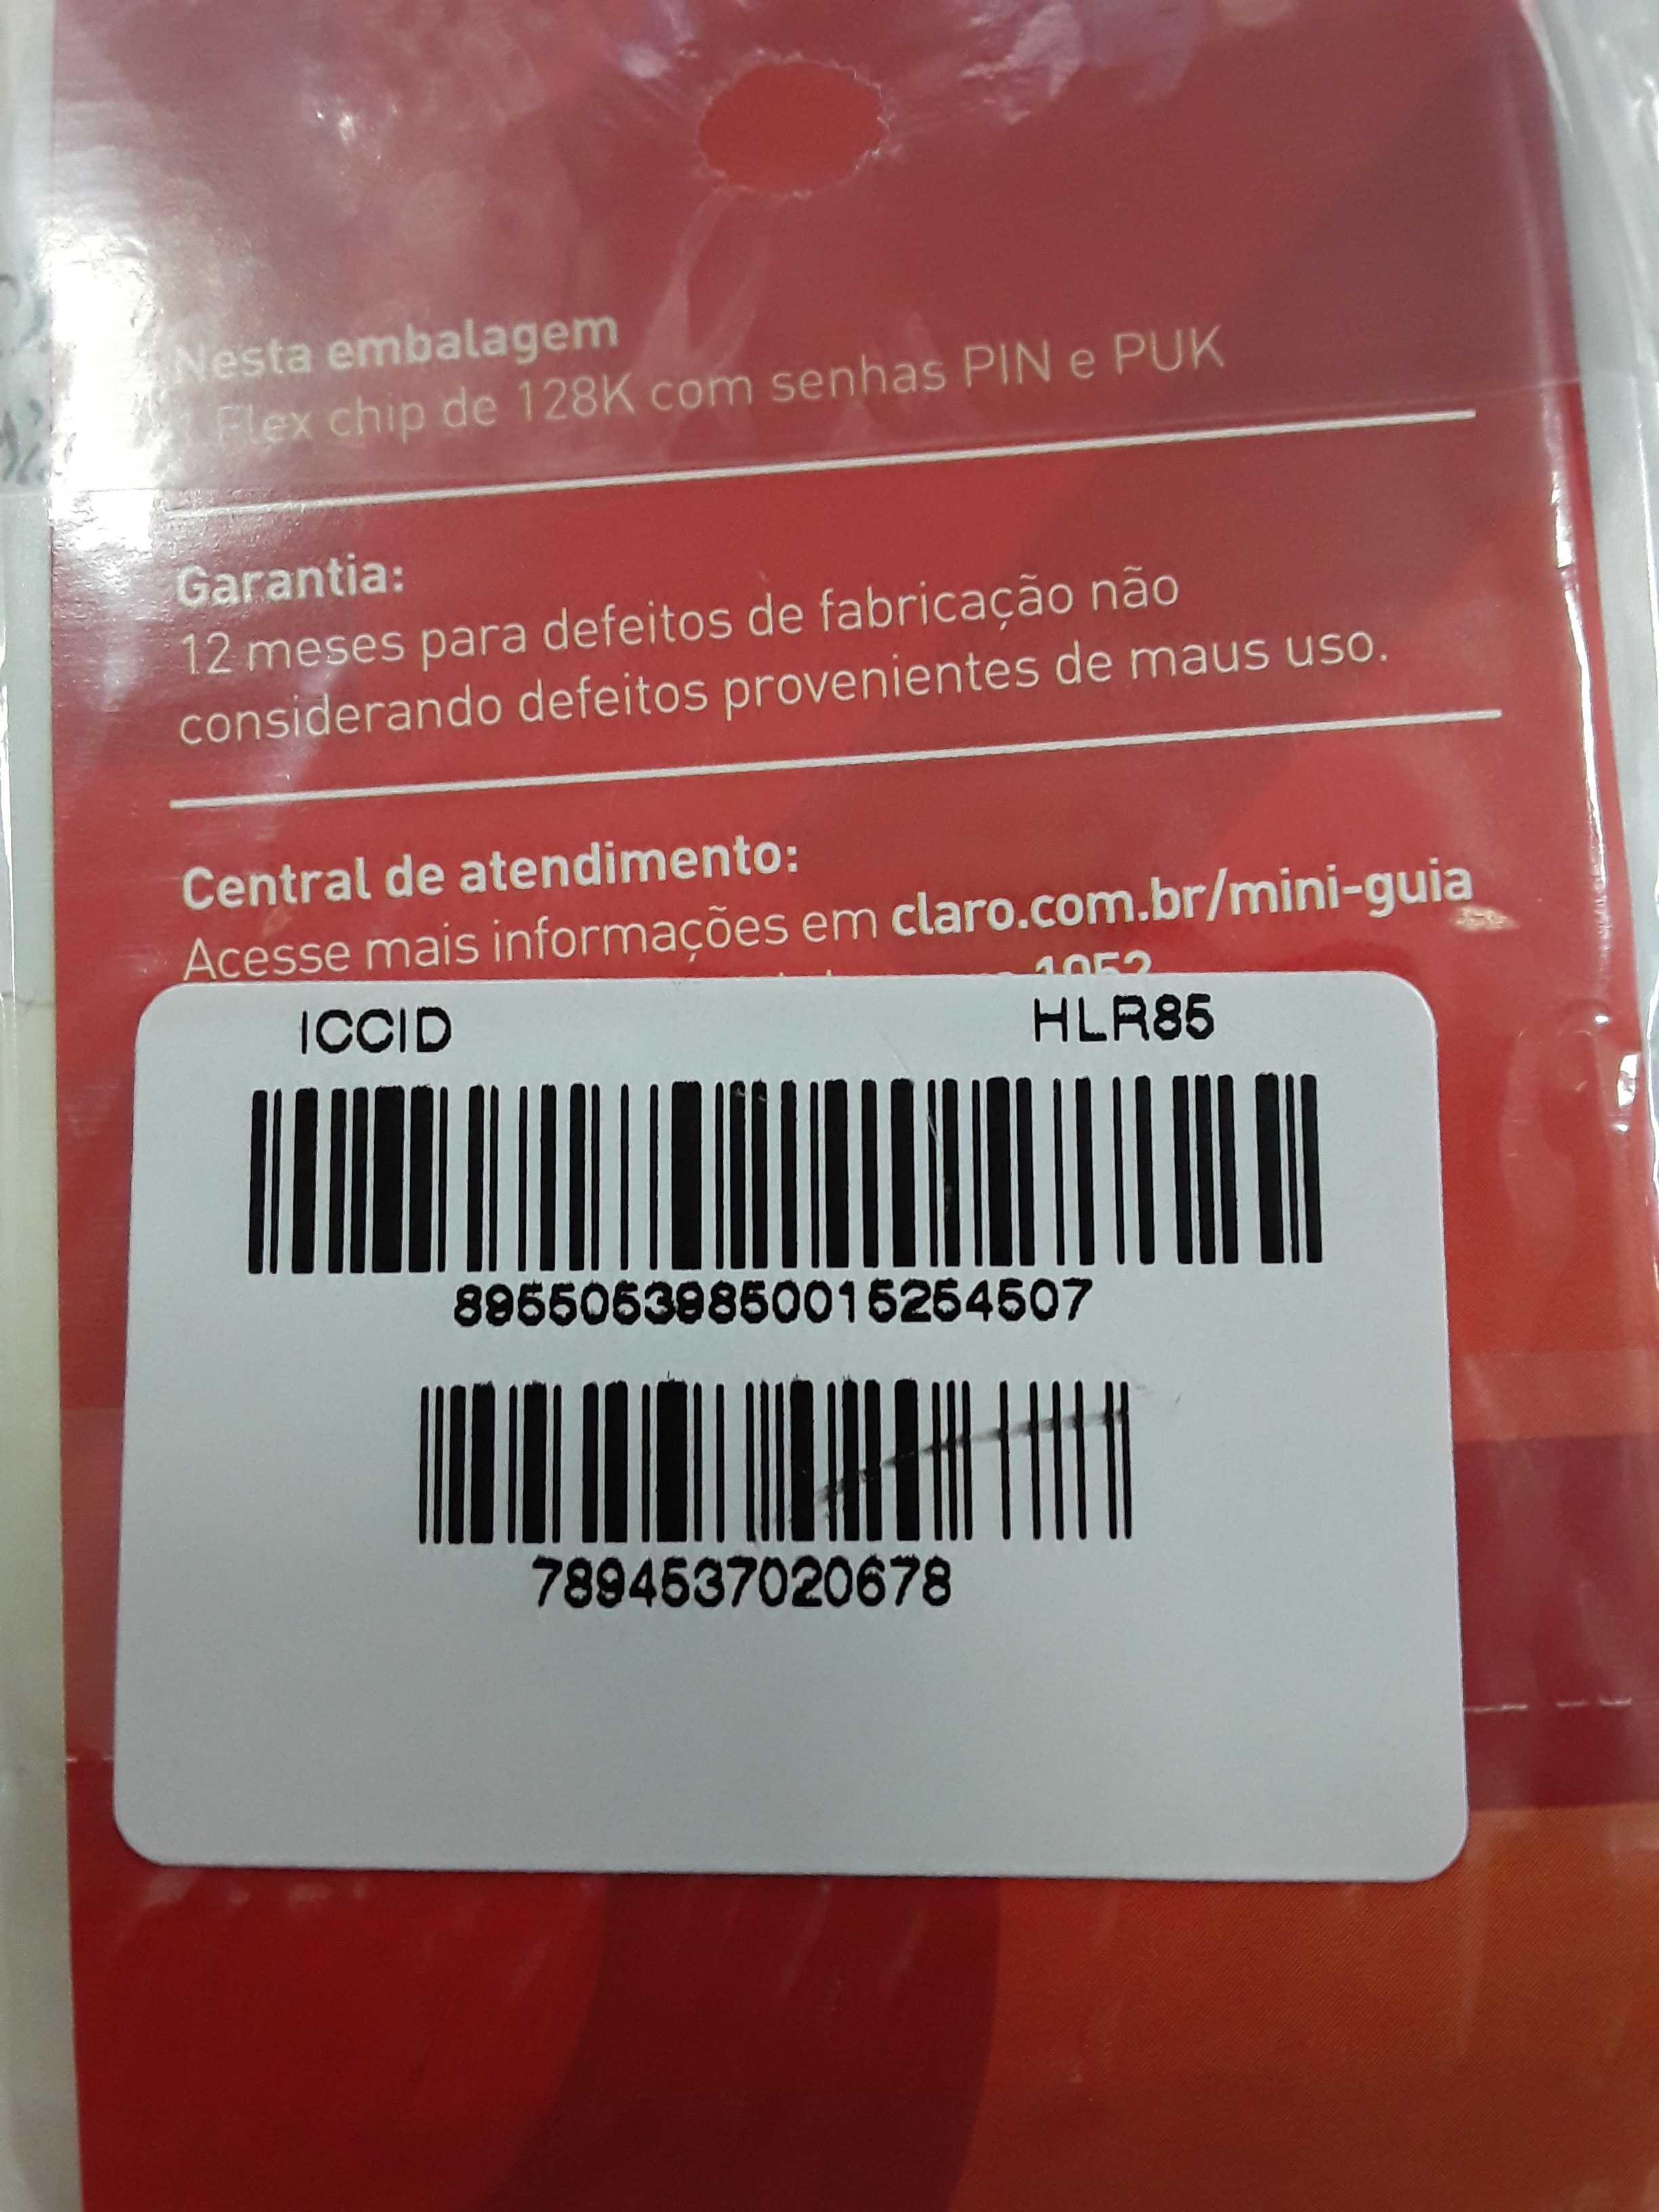 Nesta embalagem
1 Flex chip de 128K com senhas PIN e PUK
Garantia:
12 meses para defeitos de fabricação não
considerando defeitos provenientes de maus uso.
Central de atendimento:
Acesse mais informações em claro.com.br/mini-guia
1052
ICCID HLR85
89550539850015254507
7894537020678